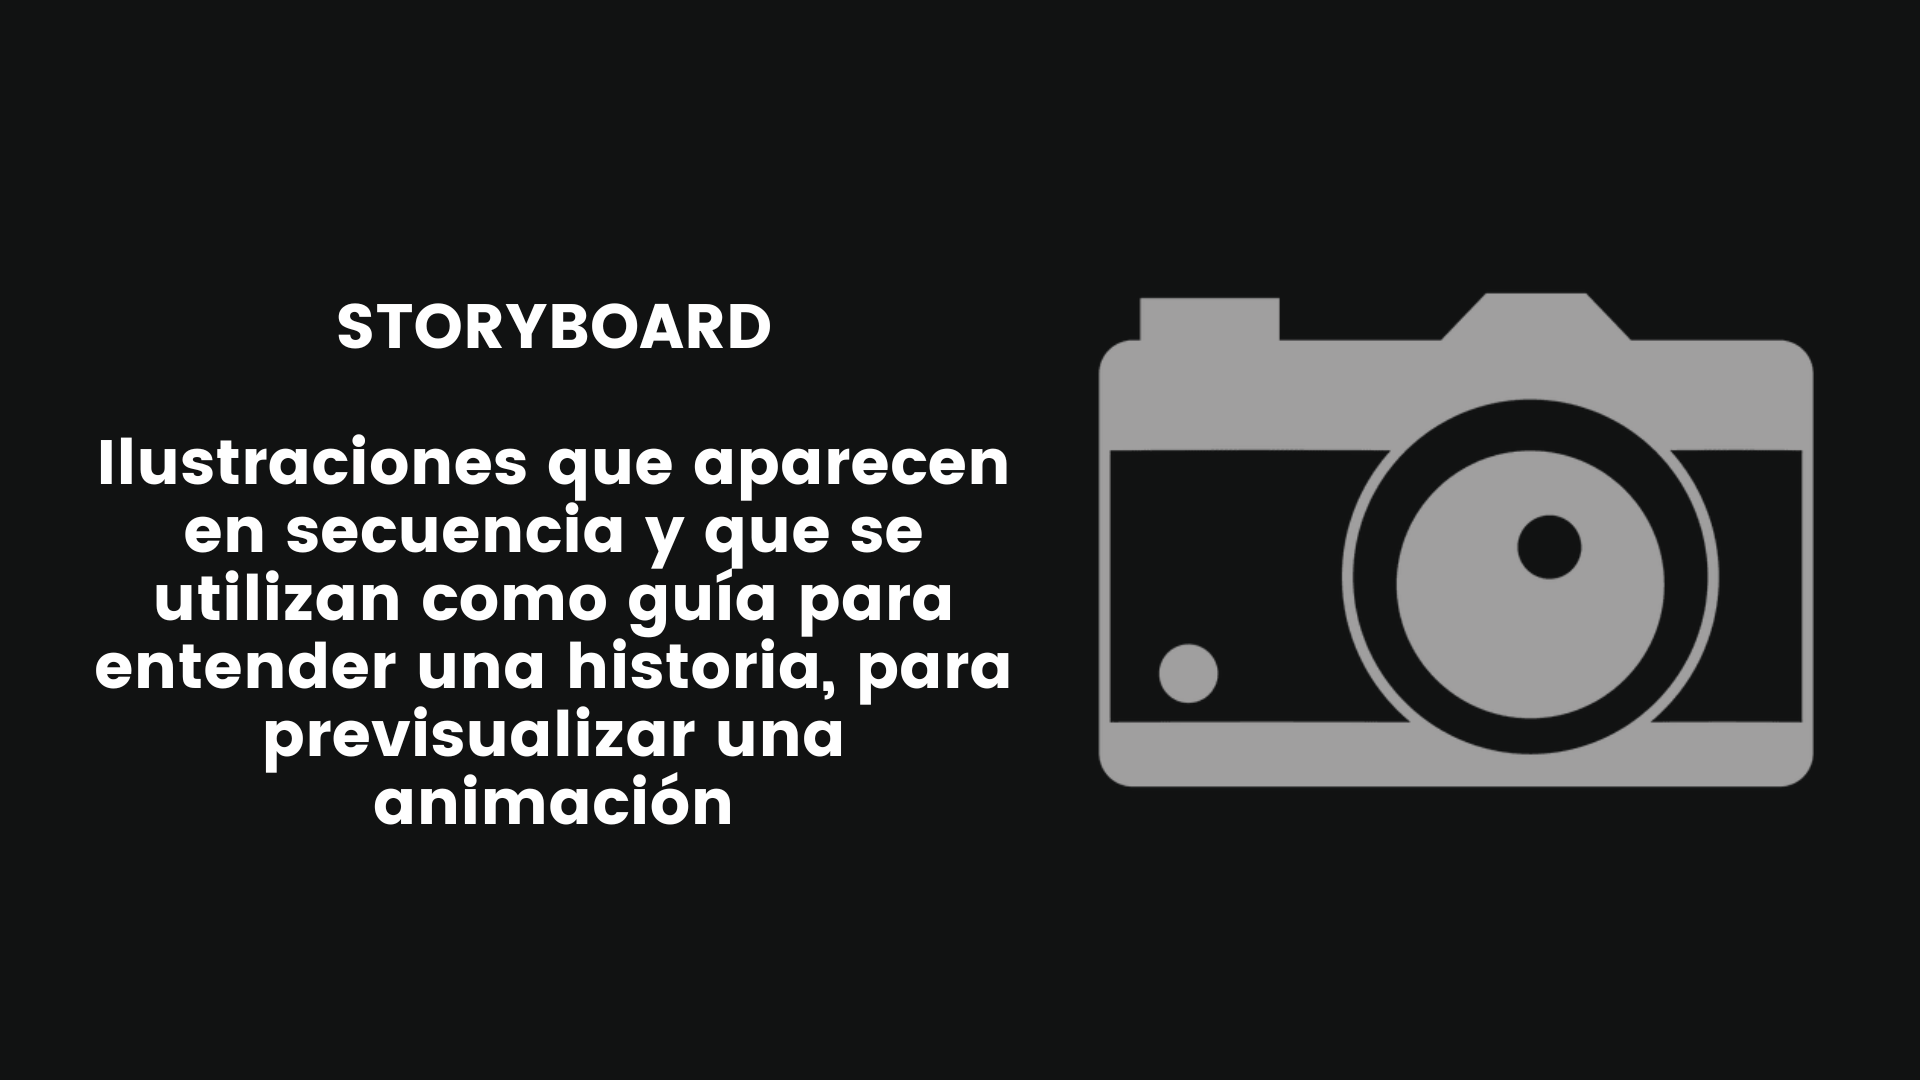 STORYBOARD
Ilustraciones que aparecen
en secuencia y que se
utilizan como guía para
entender una historia, para
previsualizar una
animación